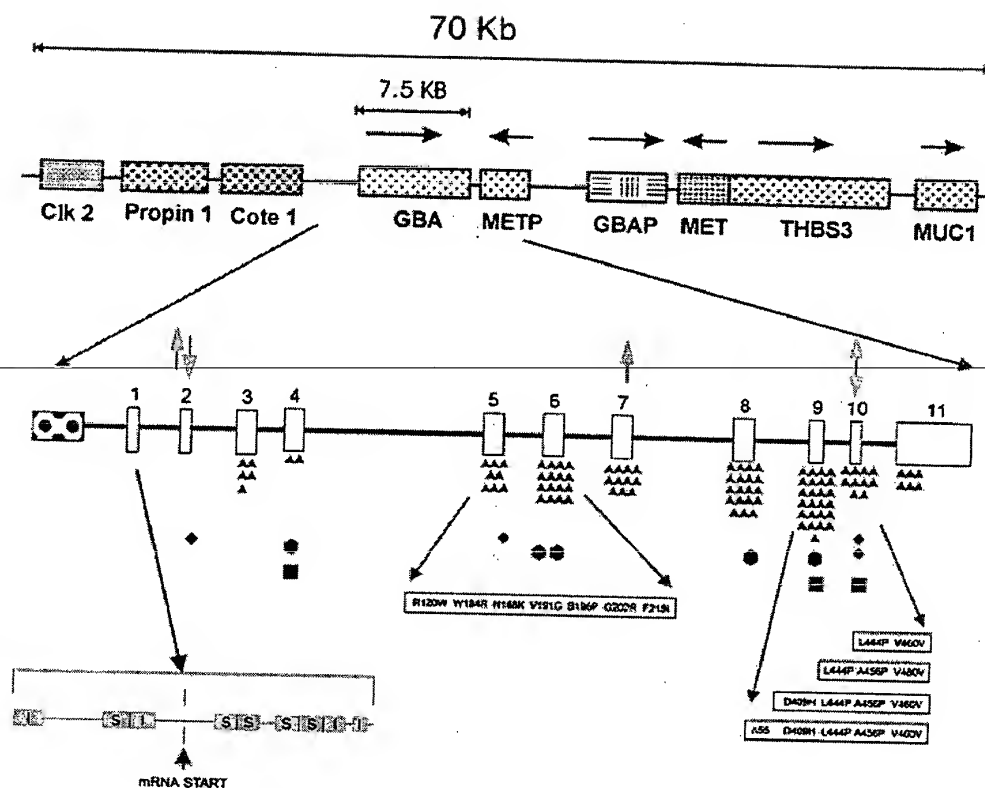 70 Kb
7.5 KB
Clk 2 Propin 1 Cote 1 GBA METP GBAP MET THBS3 MUC1
1 2 3 4 5 6 7 8 9 10 11
L444P V460V
L444P A456P V460V
D409H L444P A456P V460V
D409H L444P A456P V460V
S L S S S S I
mRNA START